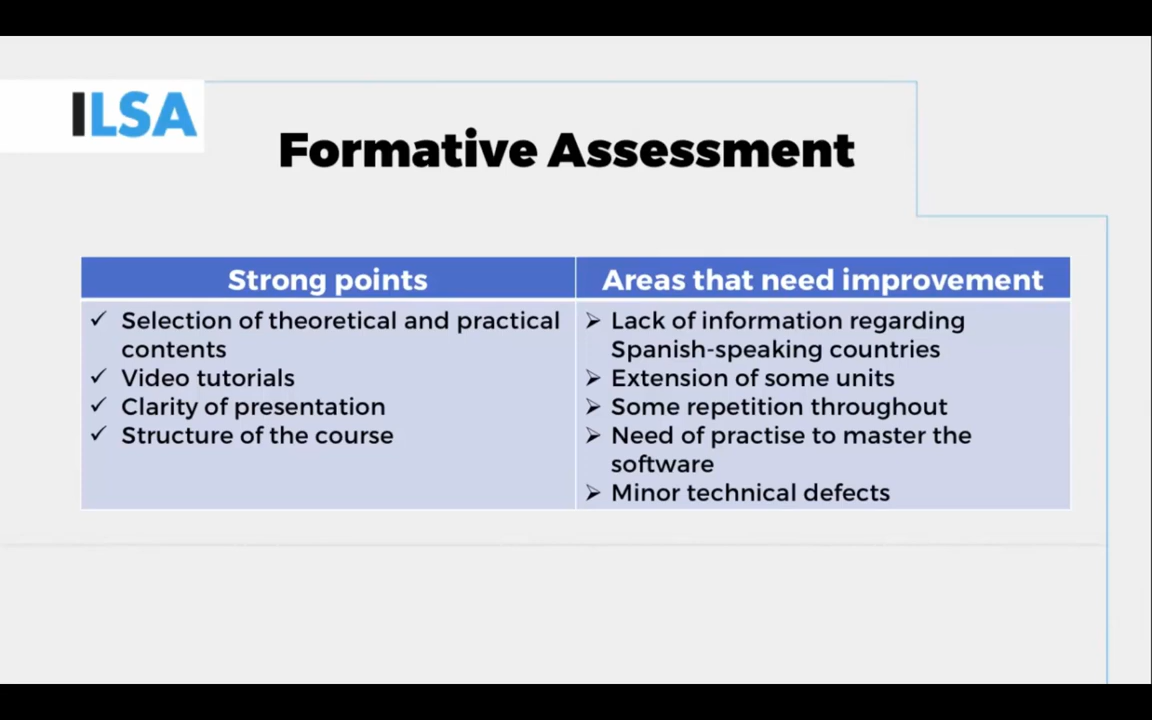 ILSA
Formative Assessment
Strong points
✓ Selection of theoretical and practical
contents
✓ Video tutorials
✓ Clarity of presentation
✓ Structure of the course
Areas that need improvement
➢ Lack of information regarding
Spanish-speaking countries
➢ Extension of some units
➢ Some repetition throughout
➢ Need of practise to master the
software
➢ Minor technical defects